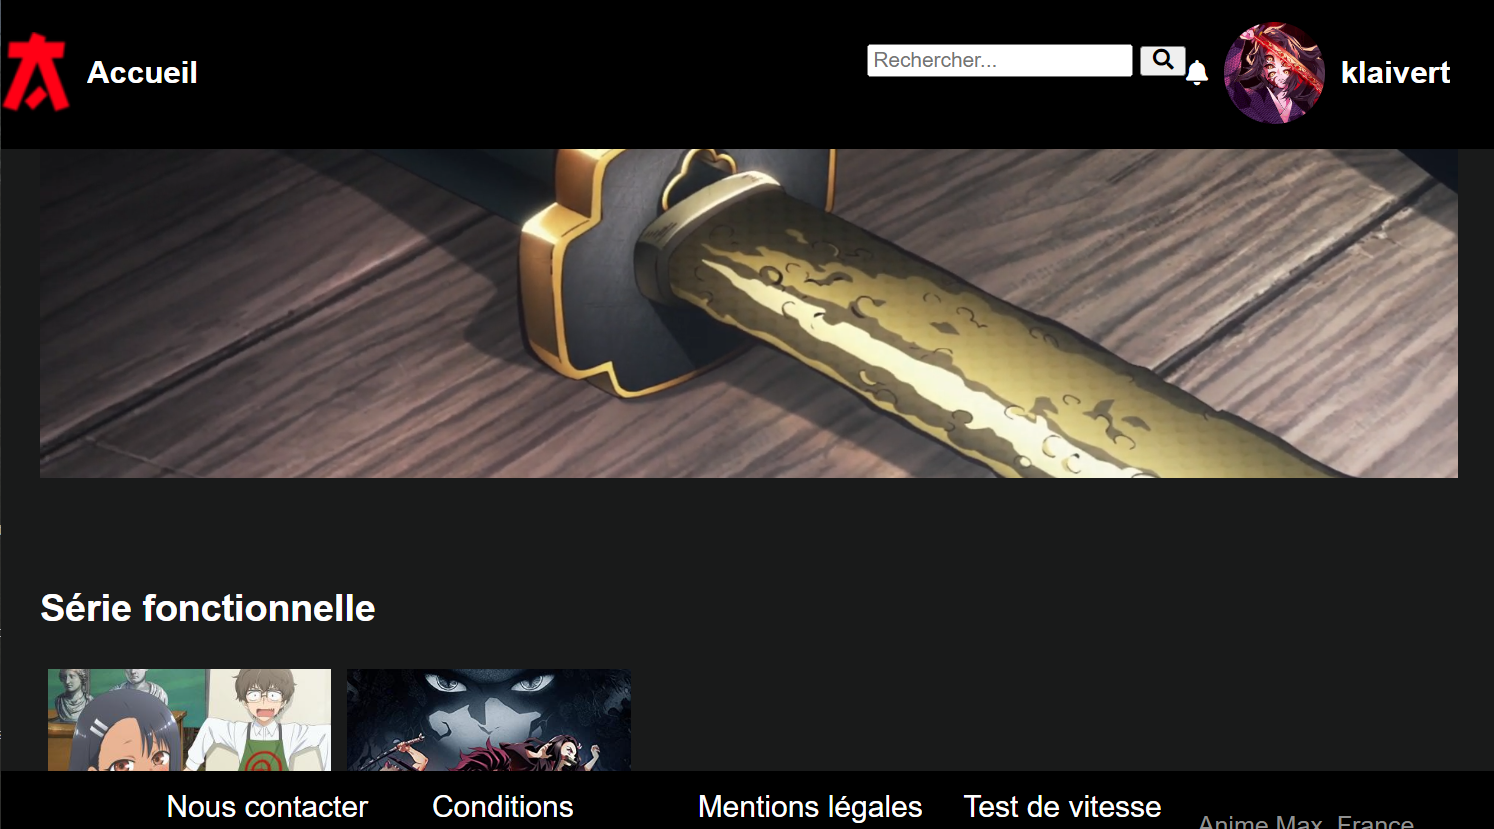 Accueil
Rechercher...
klaivert
Série fonctionnelle
Nous contacter
Conditions
Mentions légales
Test de vitesse
Anime Max, France